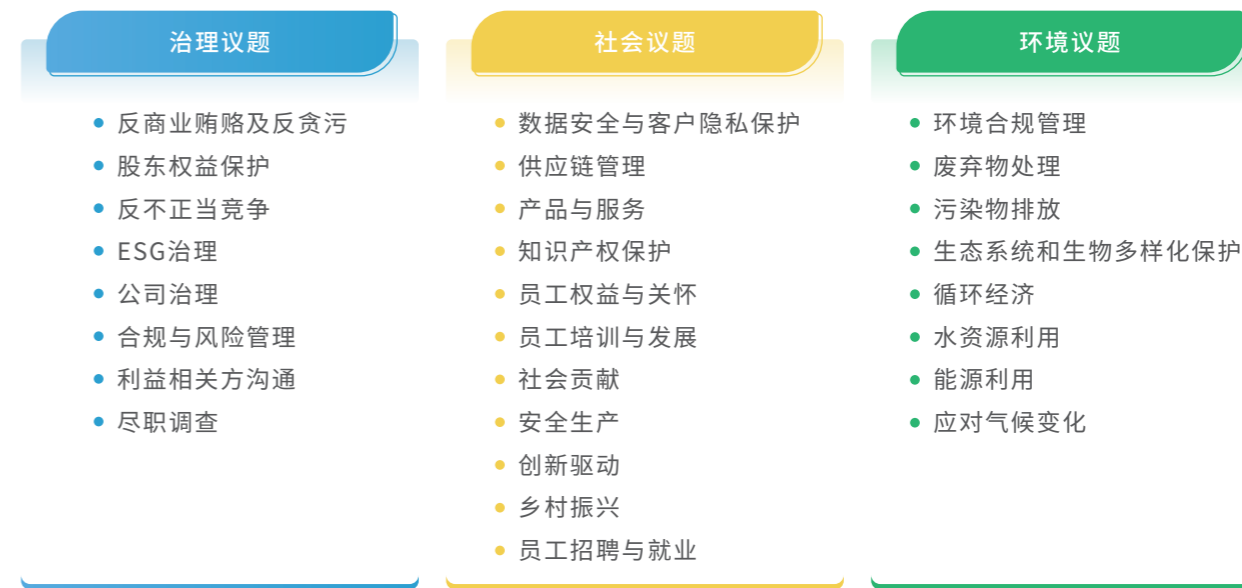 治理议题
反商业贿赂及反贪污
股东权益保护
反不正当竞争
ESG治理
公司治理
合规与风险管理
利益相关方沟通
尽职调查
社会议题
数据安全与客户隐私保护
供应链管理
产品与服务
知识产权保护
员工权益与关怀
员工培训与发展
社会贡献
安全生产
创新驱动
乡村振兴
员工招聘与就业
环境议题
环境合规管理
废弃物处理
污染物排放
生态系统和生物多样化保护
循环经济
水资源利用
能源利用
应对气候变化